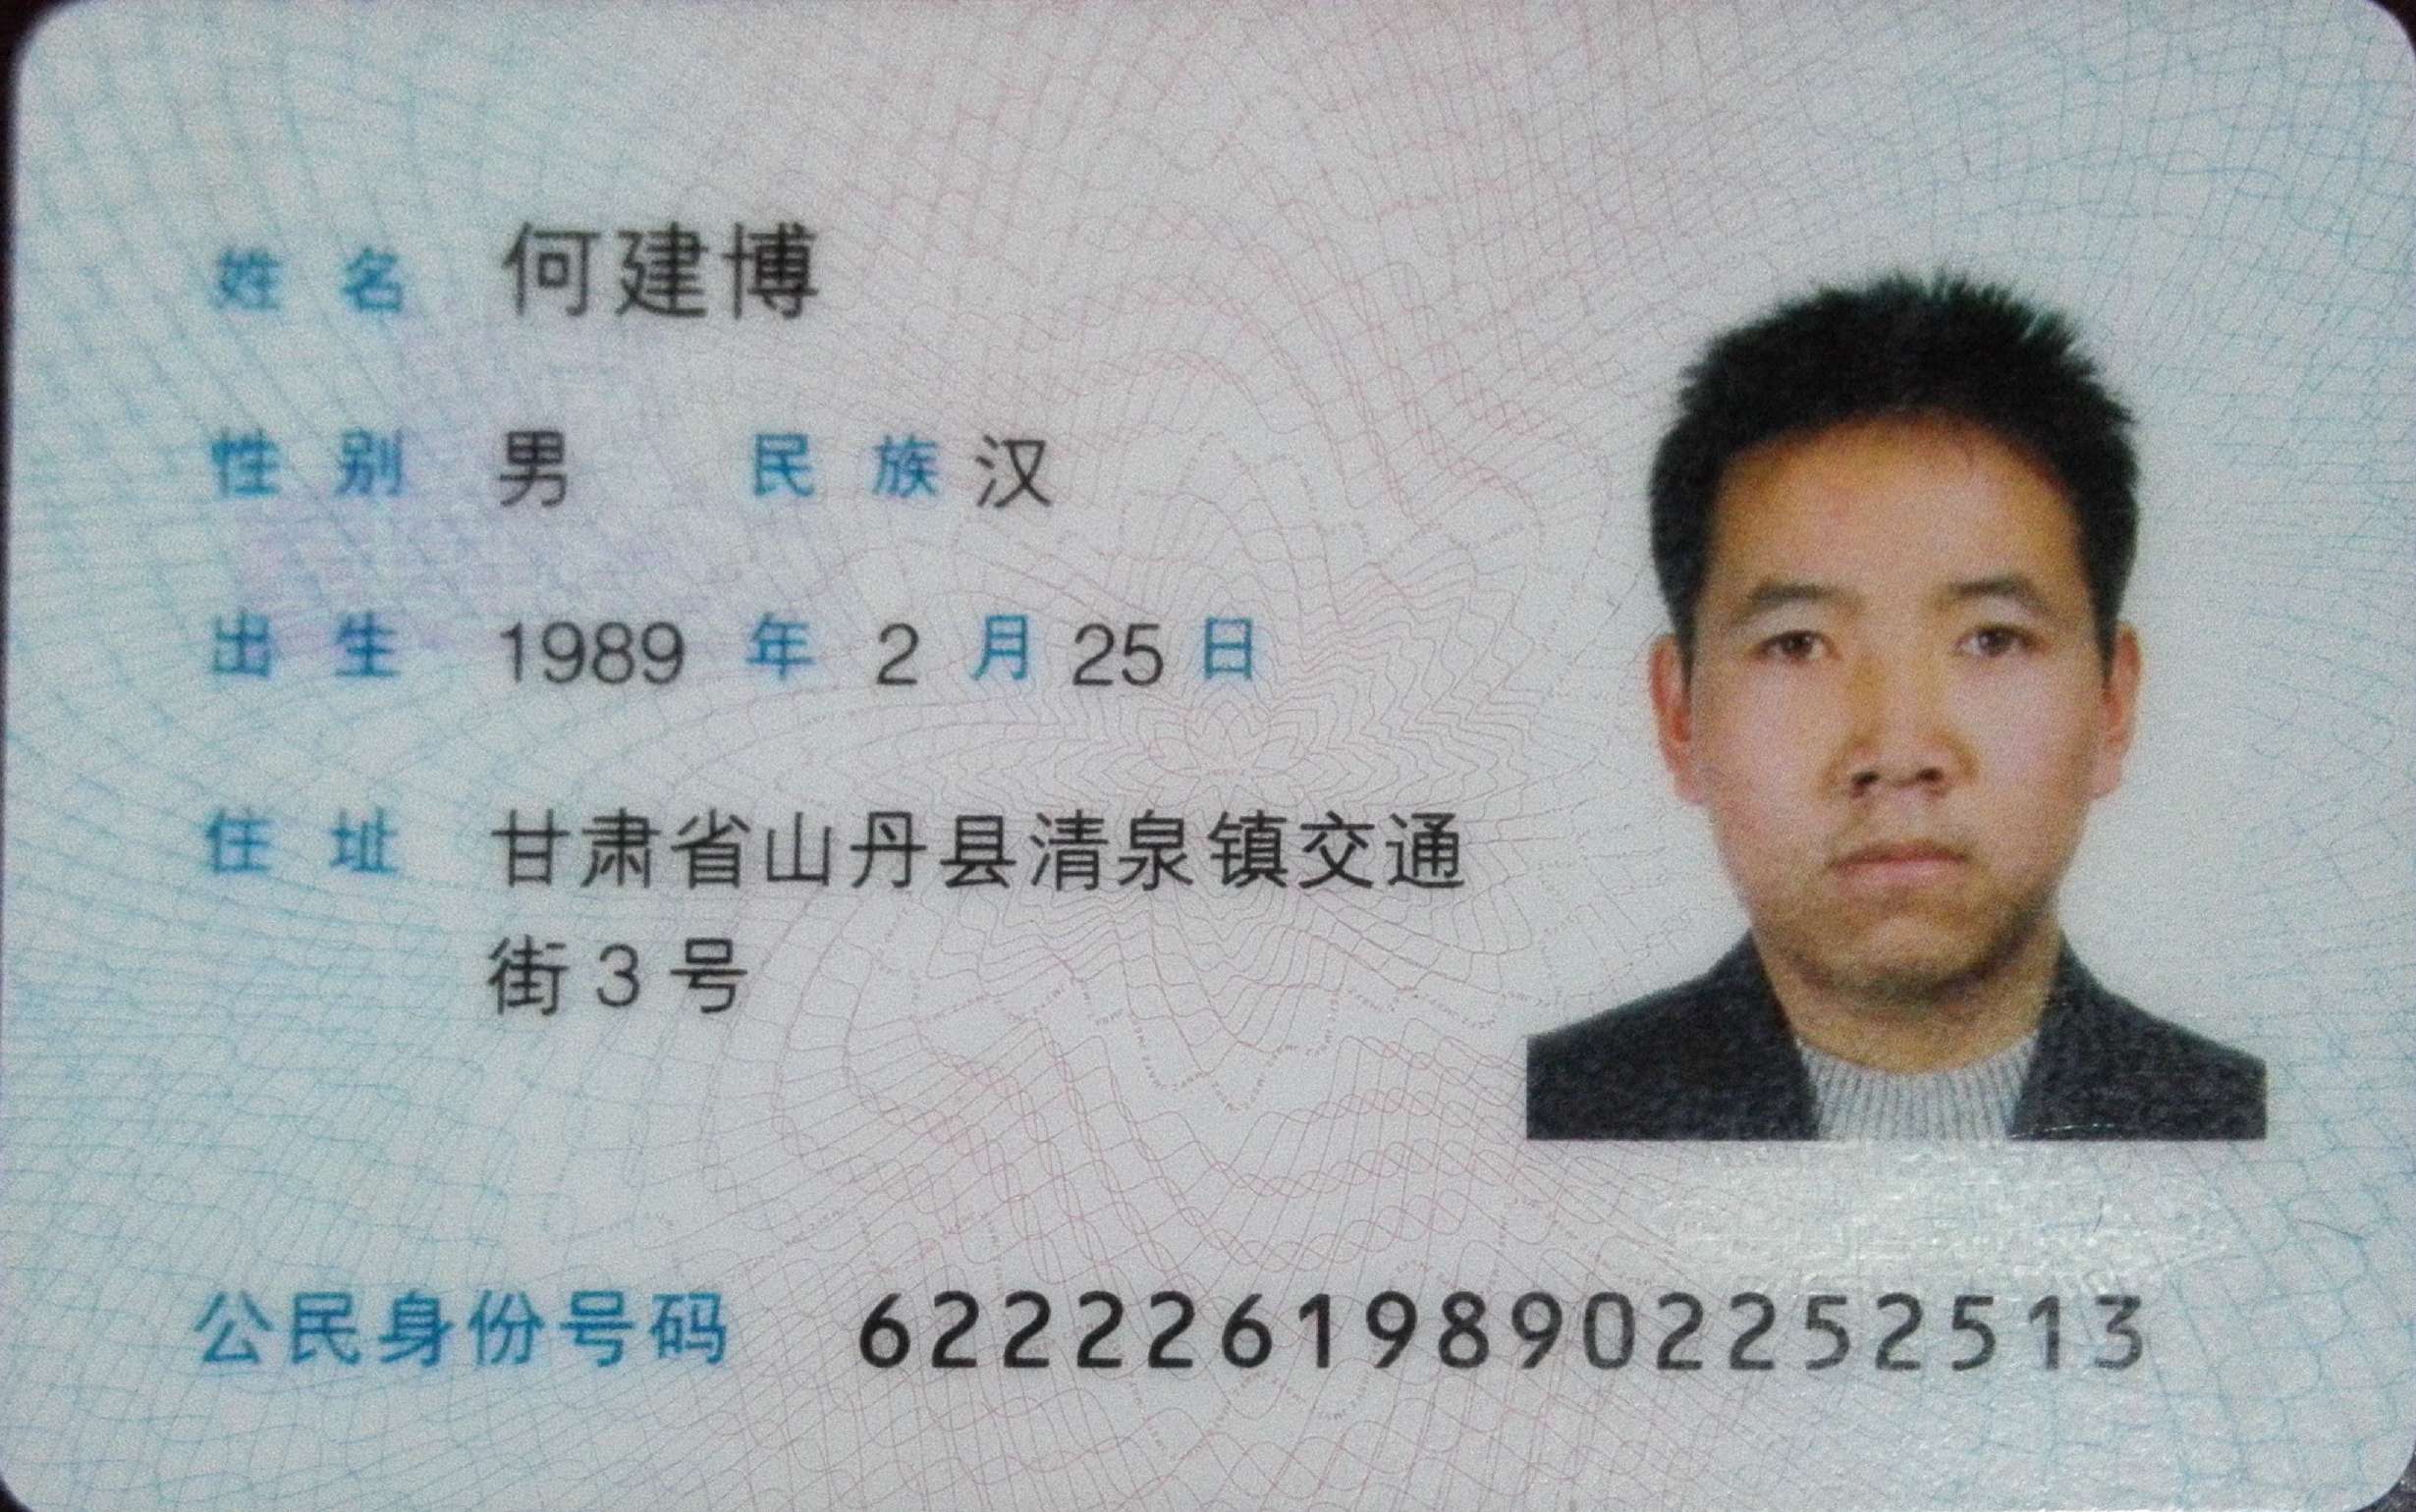 姓名 何建博
性别 男 民族 汉
出生 1989 年 2 月 25 日
住址 甘肃省山丹县清泉镇交通
街3号
公民身份号码 622226198902252513